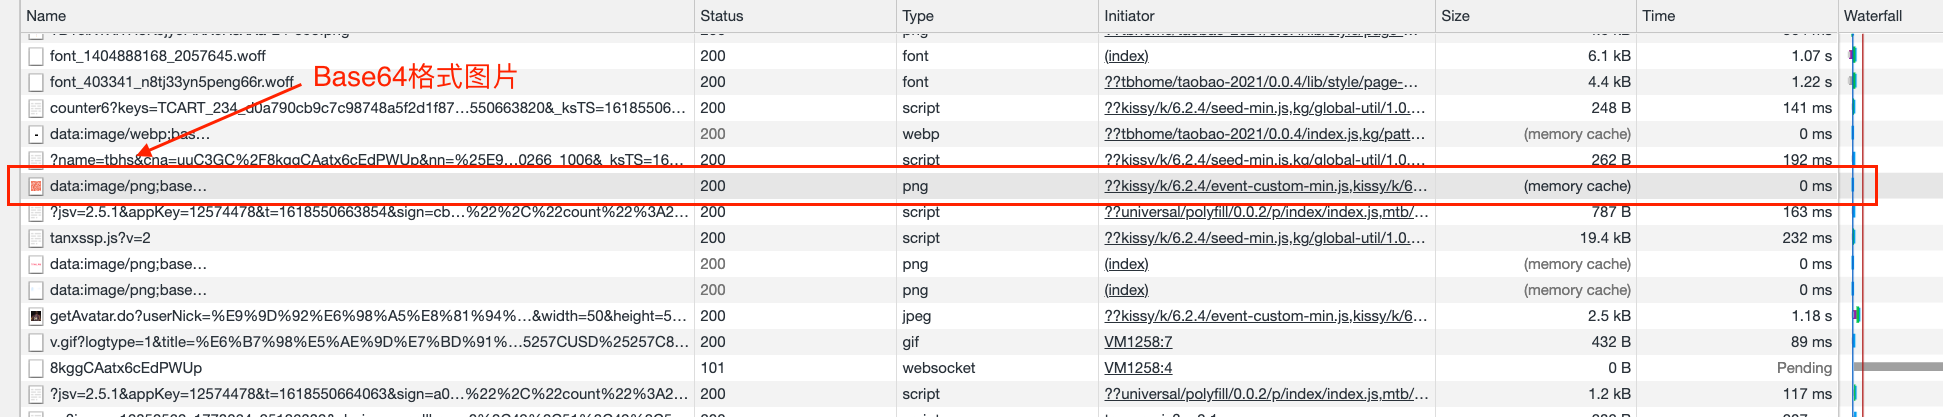 Name Status Type Initiator Size Time Waterfall
font_1404888168_2057645.woff 200 font (index) 6.1 kB 1.07 s
font_403341_n8tj33yn5peng66r.woff 200 font ??tbhome/taobao-2021/0.0.4/lib/style/page-... 4.4 kB 1.22 s
Base64格式图片
counter6?keys=TCART_234_d0a790cb9c7c98748a5f2d1f87…550663820&_ksTS=16185506… 200 script ??kissy/k/6.2.4/seed-min.js,kg/global-util/1.0.… 248 B 141 ms
data:image/webp;bas… 200 webp ??tbhome/taobao-2021/0.0.4/index.js,kg/patt… (memory cache) 0 ms
?name=tbhs&cna=uuC3GC%2F8kggCAatx6cEdPWUp&nn=%25E9…0266_1006&_ksTS=16… 200 script ??kissy/k/6.2.4/seed-min.js,kg/global-util/1.0.… 262 B 192 ms
data:image/png;base… 200 png ??kissy/k/6.2.4/event-custom-min.js,kissy/k/6… (memory cache) 0 ms
?jsv=2.5.1&appKey=12574478&t=1618550663854&sign=cb…%22%2C%22count%22%3A2… 200 script ??universal/polyfill/0.0.2/p/index/index.js,mtb/… 787 B 163 ms
tanxssp.js?v=2 200 script ??kissy/k/6.2.4/seed-min.js,kg/global-util/1.0.… 19.4 kB 232 ms
data:image/png;base… 200 png (index) (memory cache) 0 ms
data:image/png;base… 200 png (index) (memory cache) 0 ms
getAvatar.do?userNick=%E9%9D%92%E6%98%A5%E8%81%94%…&width=50&height=5… 200 jpeg ??kissy/k/6.2.4/event-custom-min.js,kissy/k/6… 2.5 kB 1.18 s
v.gif?logtype=1&title=%E6%B7%98%E5%AE%9D%E7%BD%91%…5257CUSD%25257C8… 200 gif VM1258:7 432 B 89 ms
8kggCAatx6cEdPWUp 101 websocket VM1258:4 0 B Pending
?jsv=2.5.1&appKey=12574478&t=1618550664063&sign=a0…%22%2C%22count%22%3A2… 200 script ??universal/polyfill/0.0.2/p/index/index.js,mtb/… 1.2 kB 117 ms